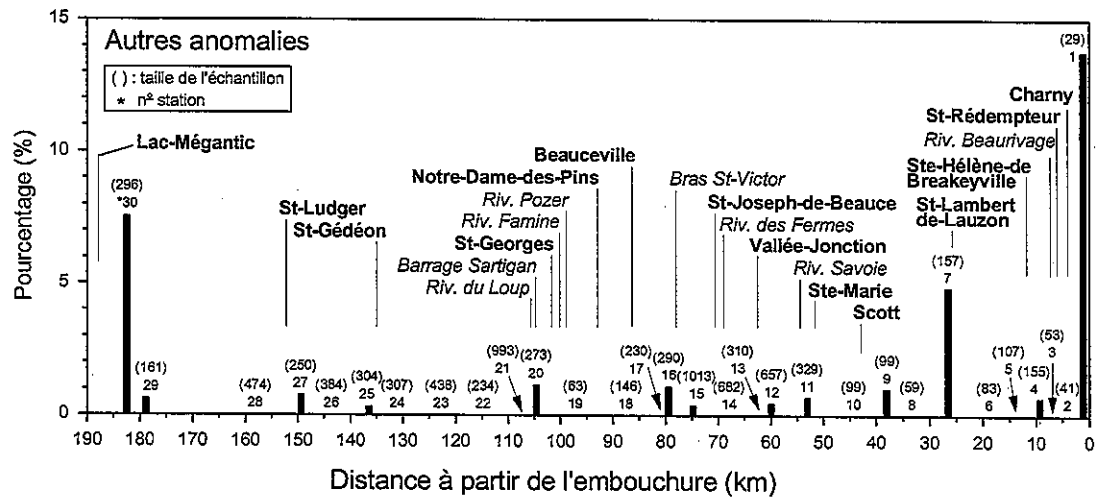 Autres anomalies
( ) : taille de l'échantillon
* nº station
Pourcentage (%)
15
10
5
0
Lac-Mégantic
St-Ludger
St-Gédéon
Beauceville
Notre-Dame-des-Pins
Riv. Pozer
Riv. Famine
St-Georges
Barrage Sartigan
Riv. du Loup
Bras St-Victor
St-Joseph-de-Beauce
Riv. des Fermes
Vallée-Jonction
Riv. Savoie
Ste-Marie
Scott
Charny
St-Rédempteur
Riv. Beaurivage
Ste-Hélène-de
Breakeyville
St-Lambert
de-Lauzon
(296)
*30
(161)
29
(474)
28
(250)
27
(384)
26
(304)
25
(307)
24
(438)
23
(234)
22
(993)
21
(273)
20
(63)
19
(146)
18
(230)
17
(290)
16
(1013)
15
(682)
14
(310)
13
(657)
12
(329)
11
(99)
10
(99)
9
(59)
8
(157)
7
(83)
6
(107)
5
(155)
4
(53)
3
(41)
2
(29)
1
190 180 170 160 150 140 130 120 110 100 90 80 70 60 50 40 30 20 10 0
Distance à partir de l'embouchure (km)